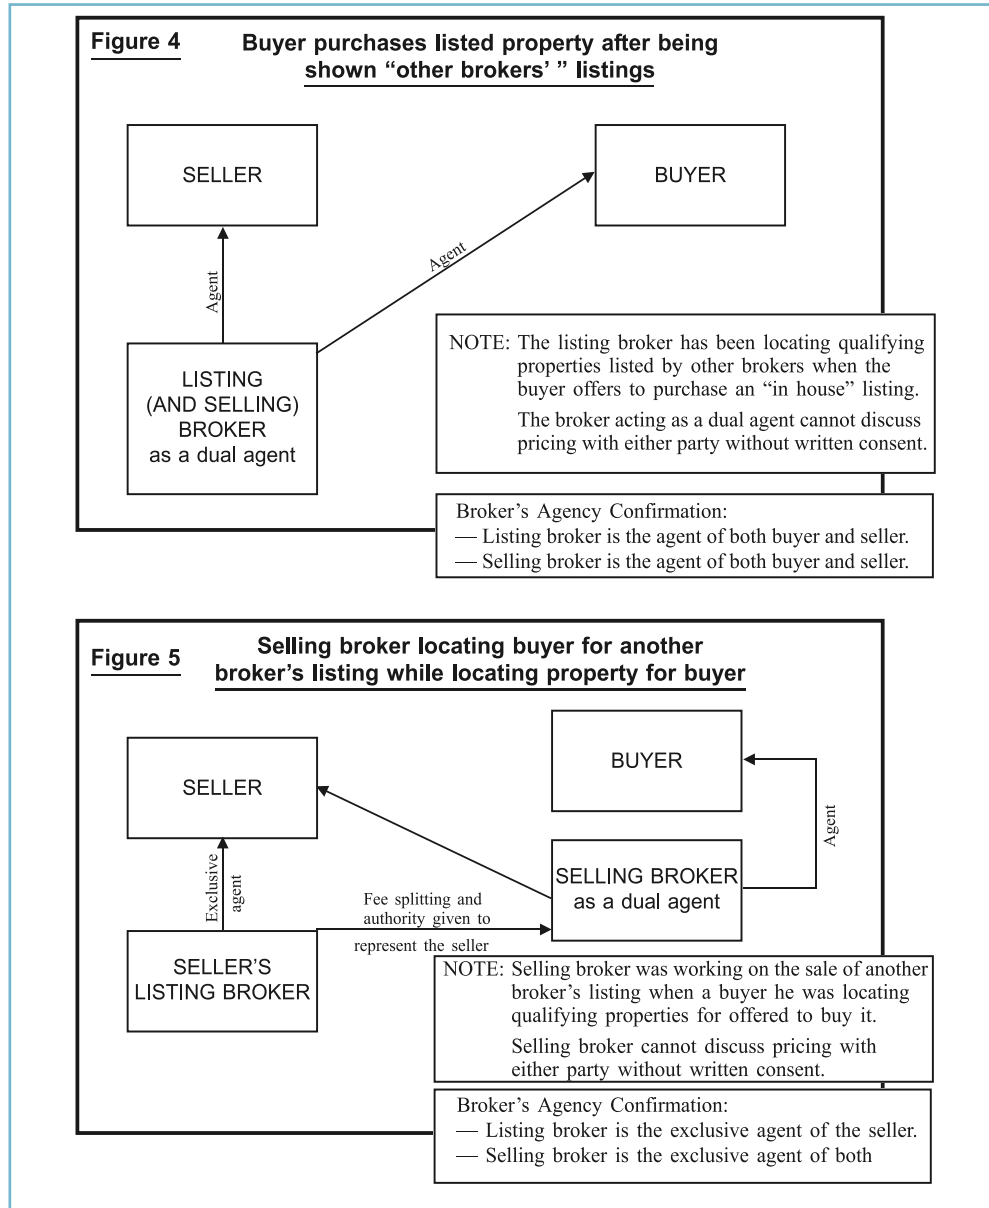 Figure 4
Buyer purchases listed property after being
shown “other brokers’ ” listings
SELLER
BUYER
Agent
Agent
LISTING
(AND SELLING)
BROKER
as a dual agent
NOTE: The listing broker has been locating qualifying
properties listed by other brokers when the
buyer offers to purchase an “in house” listing.
The broker acting as a dual agent cannot discuss
pricing with either party without written consent.
Broker’s Agency Confirmation:
— Listing broker is the agent of both buyer and seller.
— Selling broker is the agent of both buyer and seller.
Figure 5
Selling broker locating buyer for another
broker’s listing while locating property for buyer
SELLER
BUYER
Agent
Exclusive
agent
SELLING BROKER
as a dual agent
Fee splitting and
authority given to
represent the seller
SELLER’S
LISTING BROKER
NOTE: Selling broker was working on the sale of another
broker’s listing when a buyer he was locating
qualifying properties for offered to buy it.
Selling broker cannot discuss pricing with
either party without written consent.
Broker’s Agency Confirmation:
— Listing broker is the exclusive agent of the seller.
— Selling broker is the exclusive agent of both